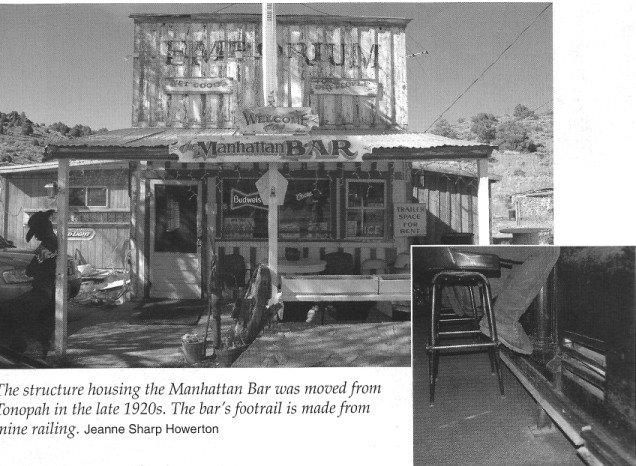 EMPORIUM
WELCOME
The Manhattan BAR
Budweis
TRAILER
SPACE
FOR
RENT
The structure housing the Manhattan Bar was moved from
Tonopah in the late 1920s. The bar's footrail is made from
mine railing. Jeanne Sharp Howerton